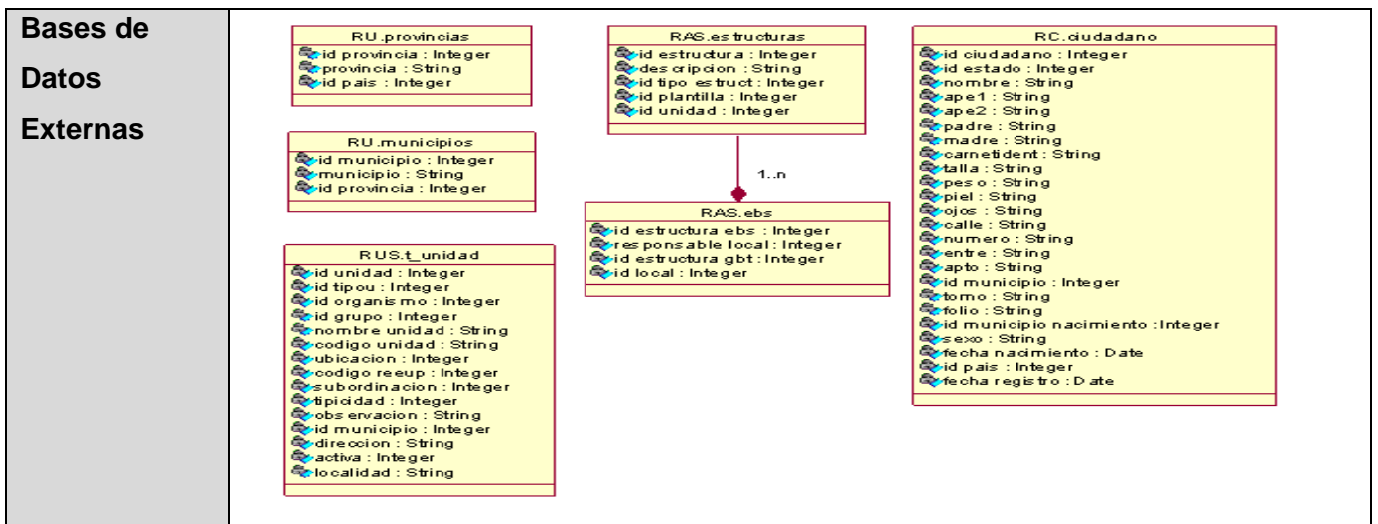 Bases de
Datos
Externas
RU.provincias
id provincia : Integer
provincia : String
id pais : Integer
RU.municipios
id municipio : Integer
municipio : String
id provincia : Integer
RUS.t_unidad
id unidad : Integer
id tipou : Integer
id organismo : Integer
id grupo : Integer
nombre unidad : String
codigo unidad : String
ubicacion : Integer
codigo reeup : Integer
subordinacion : Integer
tipicidad : Integer
observacion : String
id municipio : Integer
direccion : String
activa : Integer
localidad : String
RAS.estructuras
id estructura : Integer
descripcion : String
id tipo estruct : Integer
id plantilla : Integer
id unidad : Integer
1..n
RAS.ebs
id estructura ebs : Integer
responsable local : Integer
id estructura gbt : Integer
id local : Integer
RC.ciudadano
id ciudadano : Integer
id estado : Integer
nombre : String
ape1 : String
ape2 : String
padre : String
madre : String
carnetident : String
talla : String
peso : String
piel : String
ojos : String
calle : String
numero : String
entre : String
apto : String
id municipio : Integer
tomo : String
folio : String
id municipio nacimiento : Integer
sexo : String
fecha nacimiento : Date
id pais : Integer
fecha registro : Date